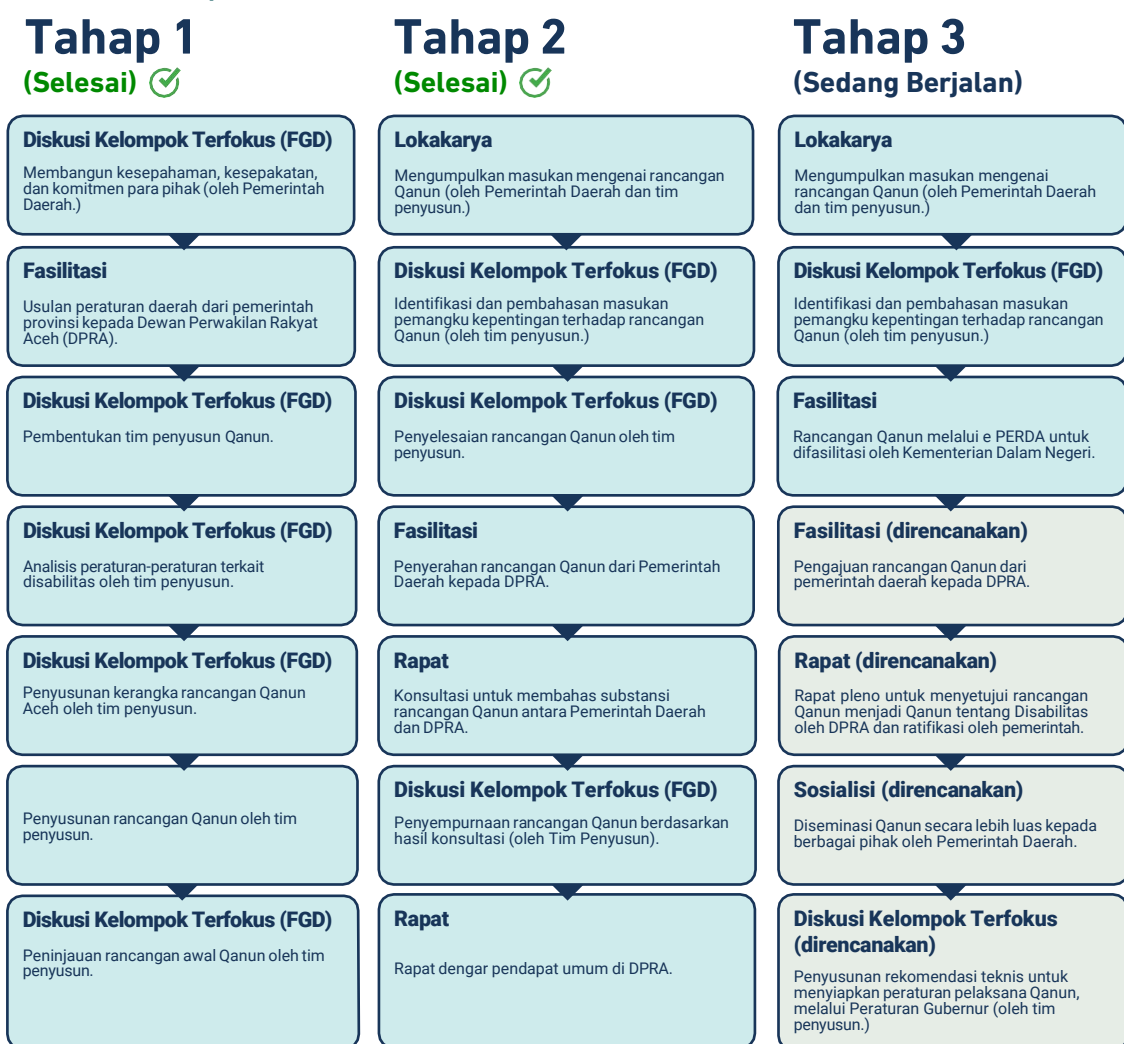 Tahap 1
(Selesai)
Diskusi Kelompok Terfokus (FGD)
Membangun kesepahaman, kesepakatan,
dan komitmen para pihak (oleh Pemerintah
Daerah.)
Fasilitasi
Usulan peraturan daerah dari pemerintah
provinsi kepada Dewan Perwakilan Rakyat
Aceh (DPRA).
Diskusi Kelompok Terfokus (FGD)
Pembentukan tim penyusun Qanun.
Diskusi Kelompok Terfokus (FGD)
Analisis peraturan-peraturan terkait
disabilitas oleh tim penyusun.
Diskusi Kelompok Terfokus (FGD)
Penyusunan kerangka rancangan Qanun
Aceh oleh tim penyusun.
Penyusunan rancangan Qanun oleh tim
penyusun.
Diskusi Kelompok Terfokus (FGD)
Peninjauan rancangan awal Qanun oleh tim
penyusun.
Tahap 2
(Selesai)
Lokakarya
Mengumpulkan masukan mengenai rancangan
Qanun (oleh Pemerintah Daerah dan tim
penyusun.)
Diskusi Kelompok Terfokus (FGD)
Identifikasi dan pembahasan masukan
pemangku kepentingan terhadap rancangan
Qanun (oleh tim penyusun.)
Diskusi Kelompok Terfokus (FGD)
Penyelesaian rancangan Qanun oleh tim
penyusun.
Fasilitasi
Penyerahan rancangan Qanun dari Pemerintah
Daerah kepada DPRA.
Rapat
Konsultasi untuk membahas substansi
rancangan Qanun antara Pemerintah Daerah
dan DPRA.
Diskusi Kelompok Terfokus (FGD)
Penyempurnaan rancangan Qanun berdasarkan
hasil konsultasi (oleh Tim Penyusun).
Rapat
Rapat dengar pendapat umum di DPRA.
Tahap 3
(Sedang Berjalan)
Lokakarya
Mengumpulkan masukan mengenai
rancangan Qanun (oleh Pemerintah Daerah
dan tim penyusun.)
Diskusi Kelompok Terfokus (FGD)
Identifikasi dan pembahasan masukan
pemangku kepentingan terhadap rancangan
Qanun (oleh tim penyusun.)
Fasilitasi
Rancangan Qanun melalui e PERDA untuk
difasilitasi oleh Kementerian Dalam Negeri.
Fasilitasi (direncanakan)
Pengajuan rancangan Qanun dari
pemerintah daerah kepada DPRA.
Rapat (direncanakan)
Rapat pleno untuk menyetujui rancangan
Qanun menjadi Qanun tentang Disabilitas
oleh DPRA dan ratifikasi oleh pemerintah.
Sosialisi (direncanakan)
Diseminasi Qanun secara lebih luas kepada
berbagai pihak oleh Pemerintah Daerah.
Diskusi Kelompok Terfokus
(direncanakan)
Penyusunan rekomendasi teknis untuk
menyiapkan peraturan pelaksana Qanun,
melalui Peraturan Gubernur (oleh tim
penyusun.)